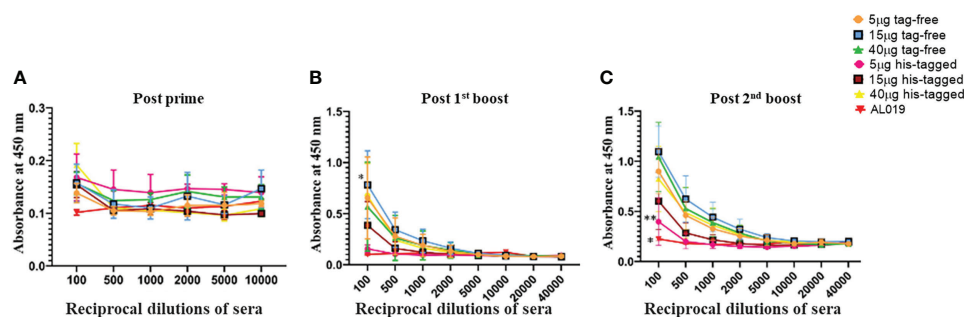 5µg tag-free
15µg tag-free
40µg tag-free
5µg his-tagged
15µg his-tagged
40µg his-tagged
AL019
A
Post prime
Absorbance at 450 nm
0.3
0.2
0.1
0.0
100
500
1000
2000
5000
10000
Reciprocal dilutions of sera
B
Post 1st boost
Absorbance at 450 nm
1.5
1.0
0.5
0.0
*
100
500
1000
2000
5000
10000
20000
40000
Reciprocal dilutions of sera
C
Post 2nd boost
Absorbance at 450 nm
1.5
1.0
0.5
0.0
**
*
100
500
1000
2000
5000
10000
20000
40000
Reciprocal dilutions of sera